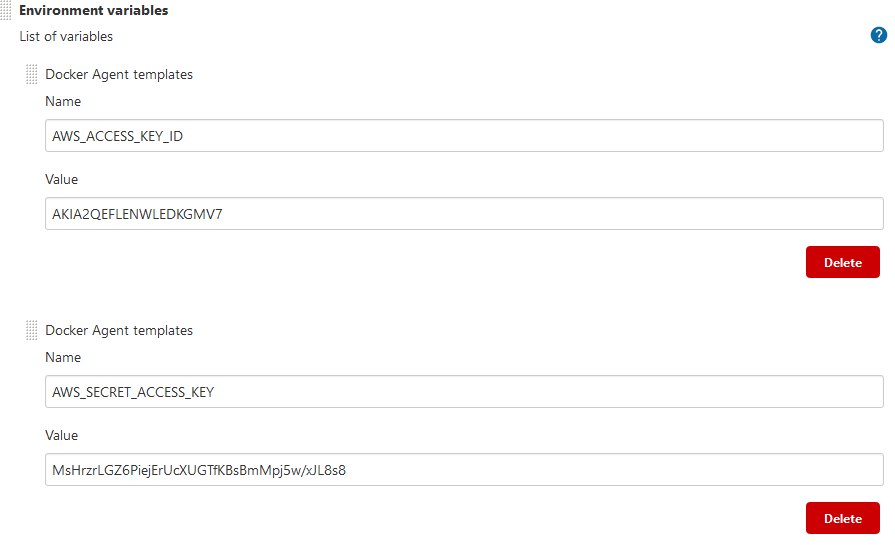 Environment variables
List of variables
?
Docker Agent templates
Name
AWS_ACCESS_KEY_ID
Value
AKIA2QEFLENWLEDKGMV7
Delete
Docker Agent templates
Name
AWS_SECRET_ACCESS_KEY
Value
MsHrzrLGZ6PiejErUcXUGTfKBsBmMpj5w/xJL8s8
Delete